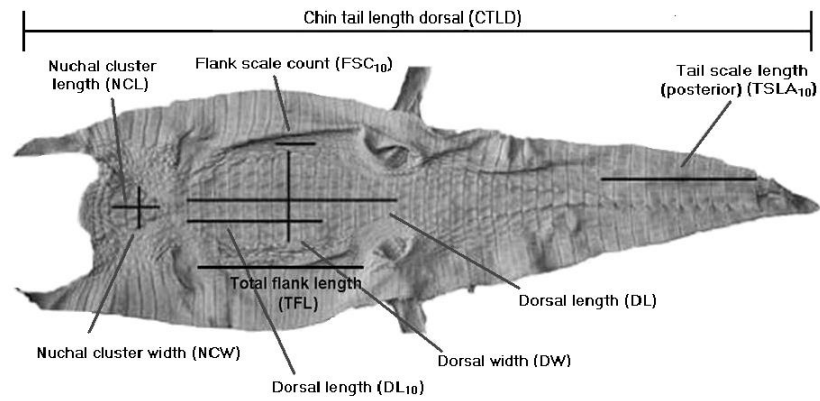 Chin tail length dorsal (CTLD)
Nuchal cluster
length (NCL)
Flank scale count (FSC₁₀)
Tail scale length
(posterior) (TSLA₁₀)
Total flank length
(TFL)
Dorsal length (DL)
Nuchal cluster width (NCW)
Dorsal width (DW)
Dorsal length (DL₁₀)